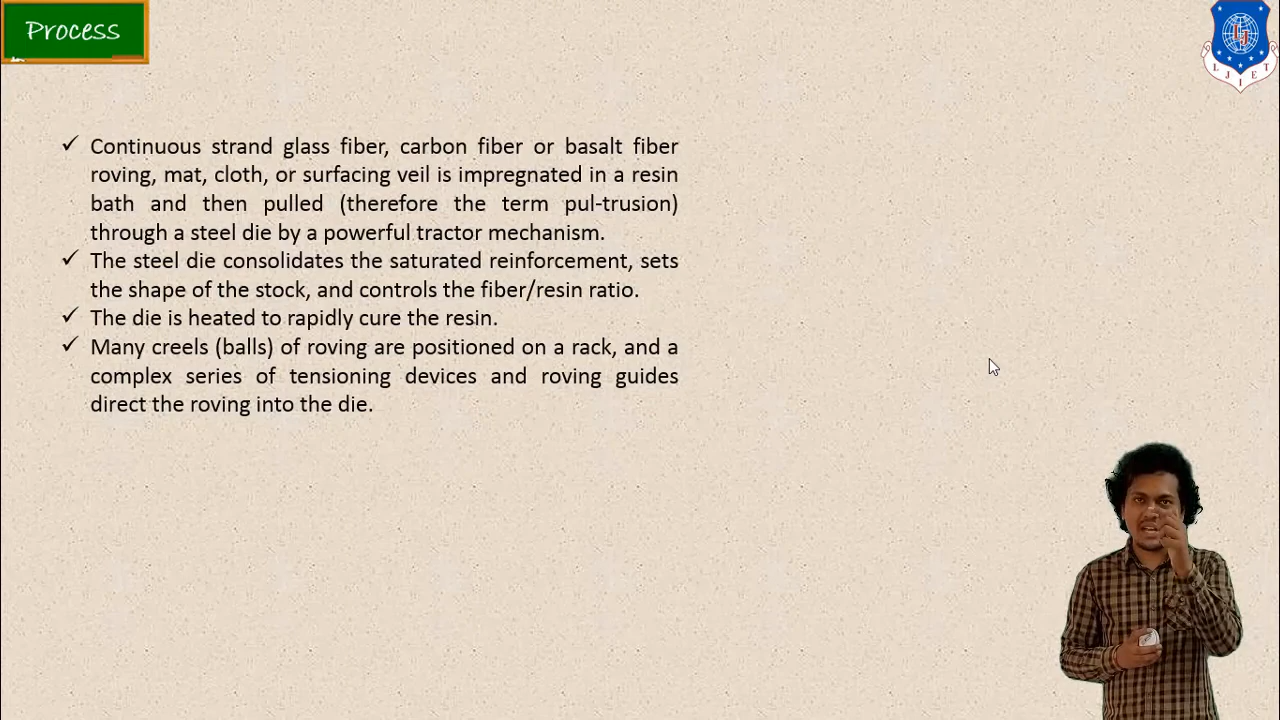 Process
L J I E T
✓ Continuous strand glass fiber, carbon fiber or basalt fiber
roving, mat, cloth, or surfacing veil is impregnated in a resin
bath and then pulled (therefore the term pul-trusion)
through a steel die by a powerful tractor mechanism.
✓ The steel die consolidates the saturated reinforcement, sets
the shape of the stock, and controls the fiber/resin ratio.
✓ The die is heated to rapidly cure the resin.
✓ Many creels (balls) of roving are positioned on a rack, and a
complex series of tensioning devices and roving guides
direct the roving into the die.